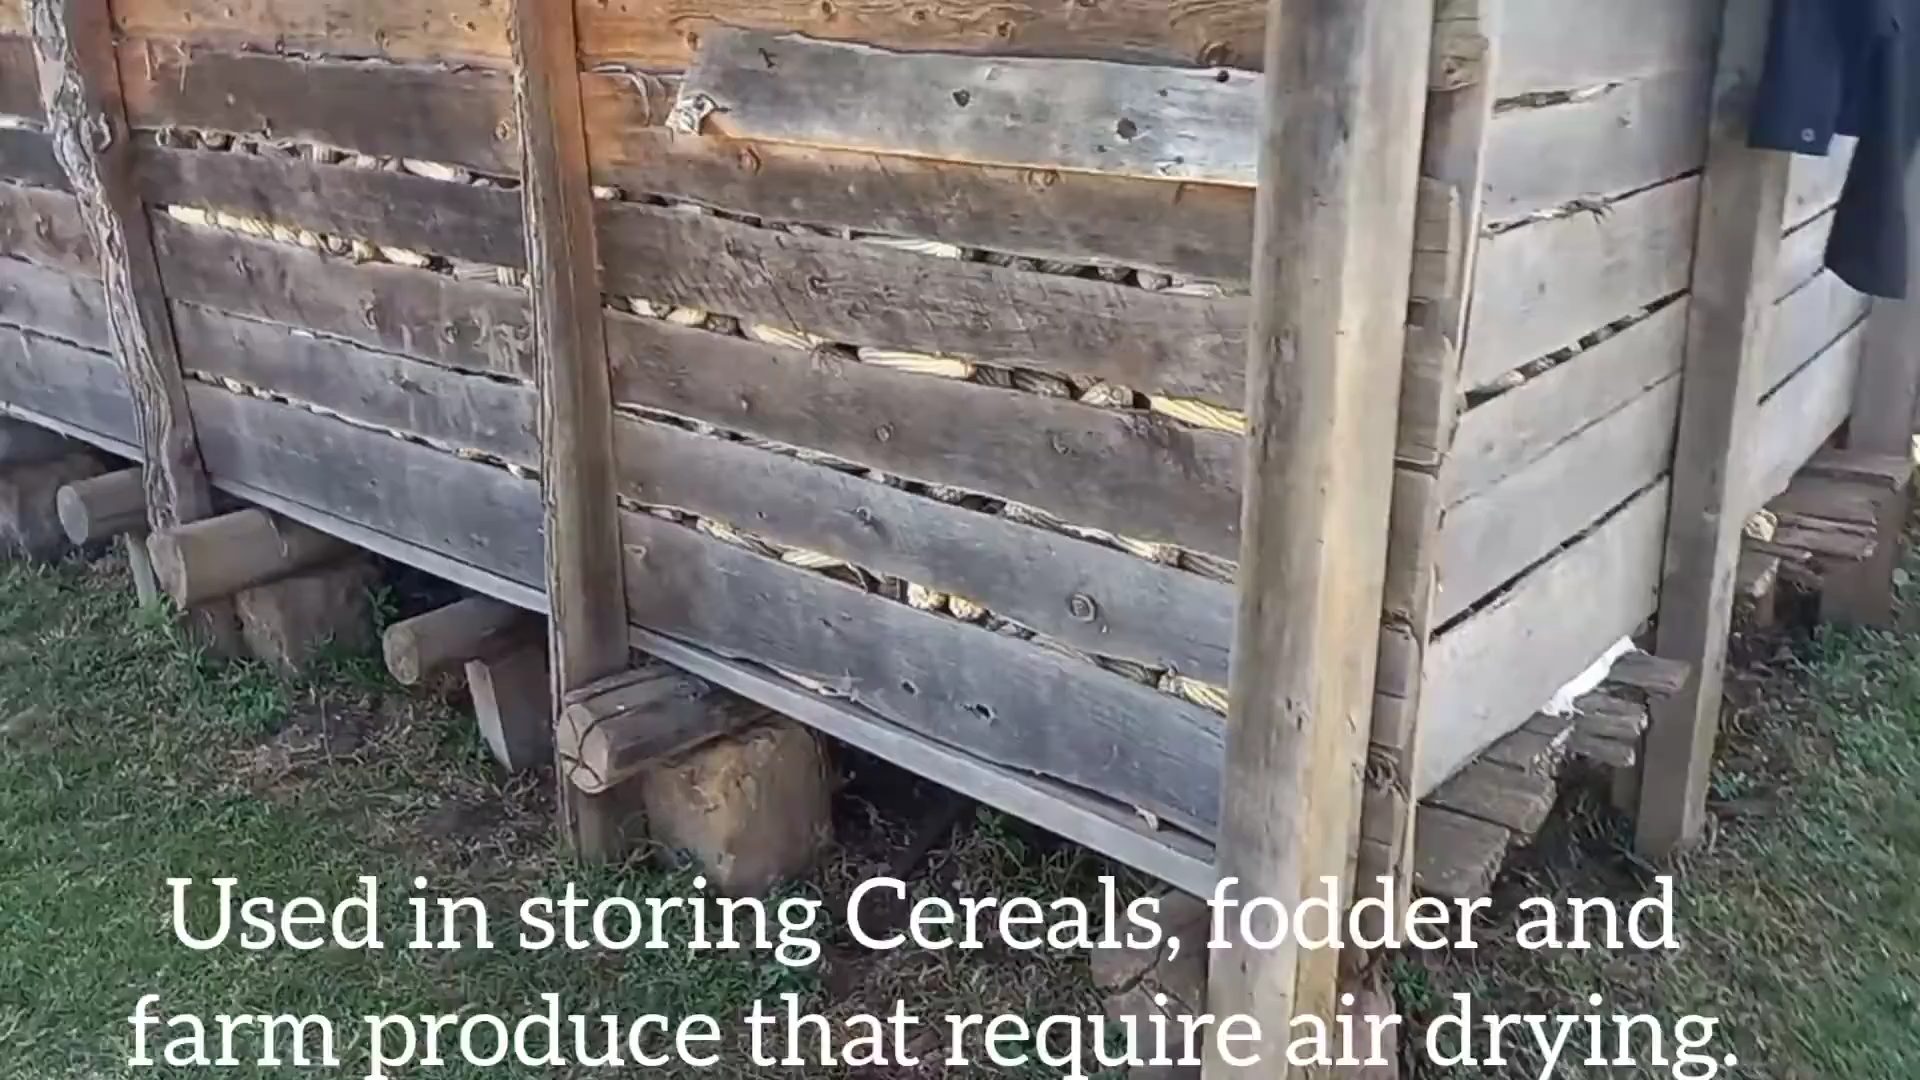 Used in storing Cereals, fodder and
farm produce that require air drying.